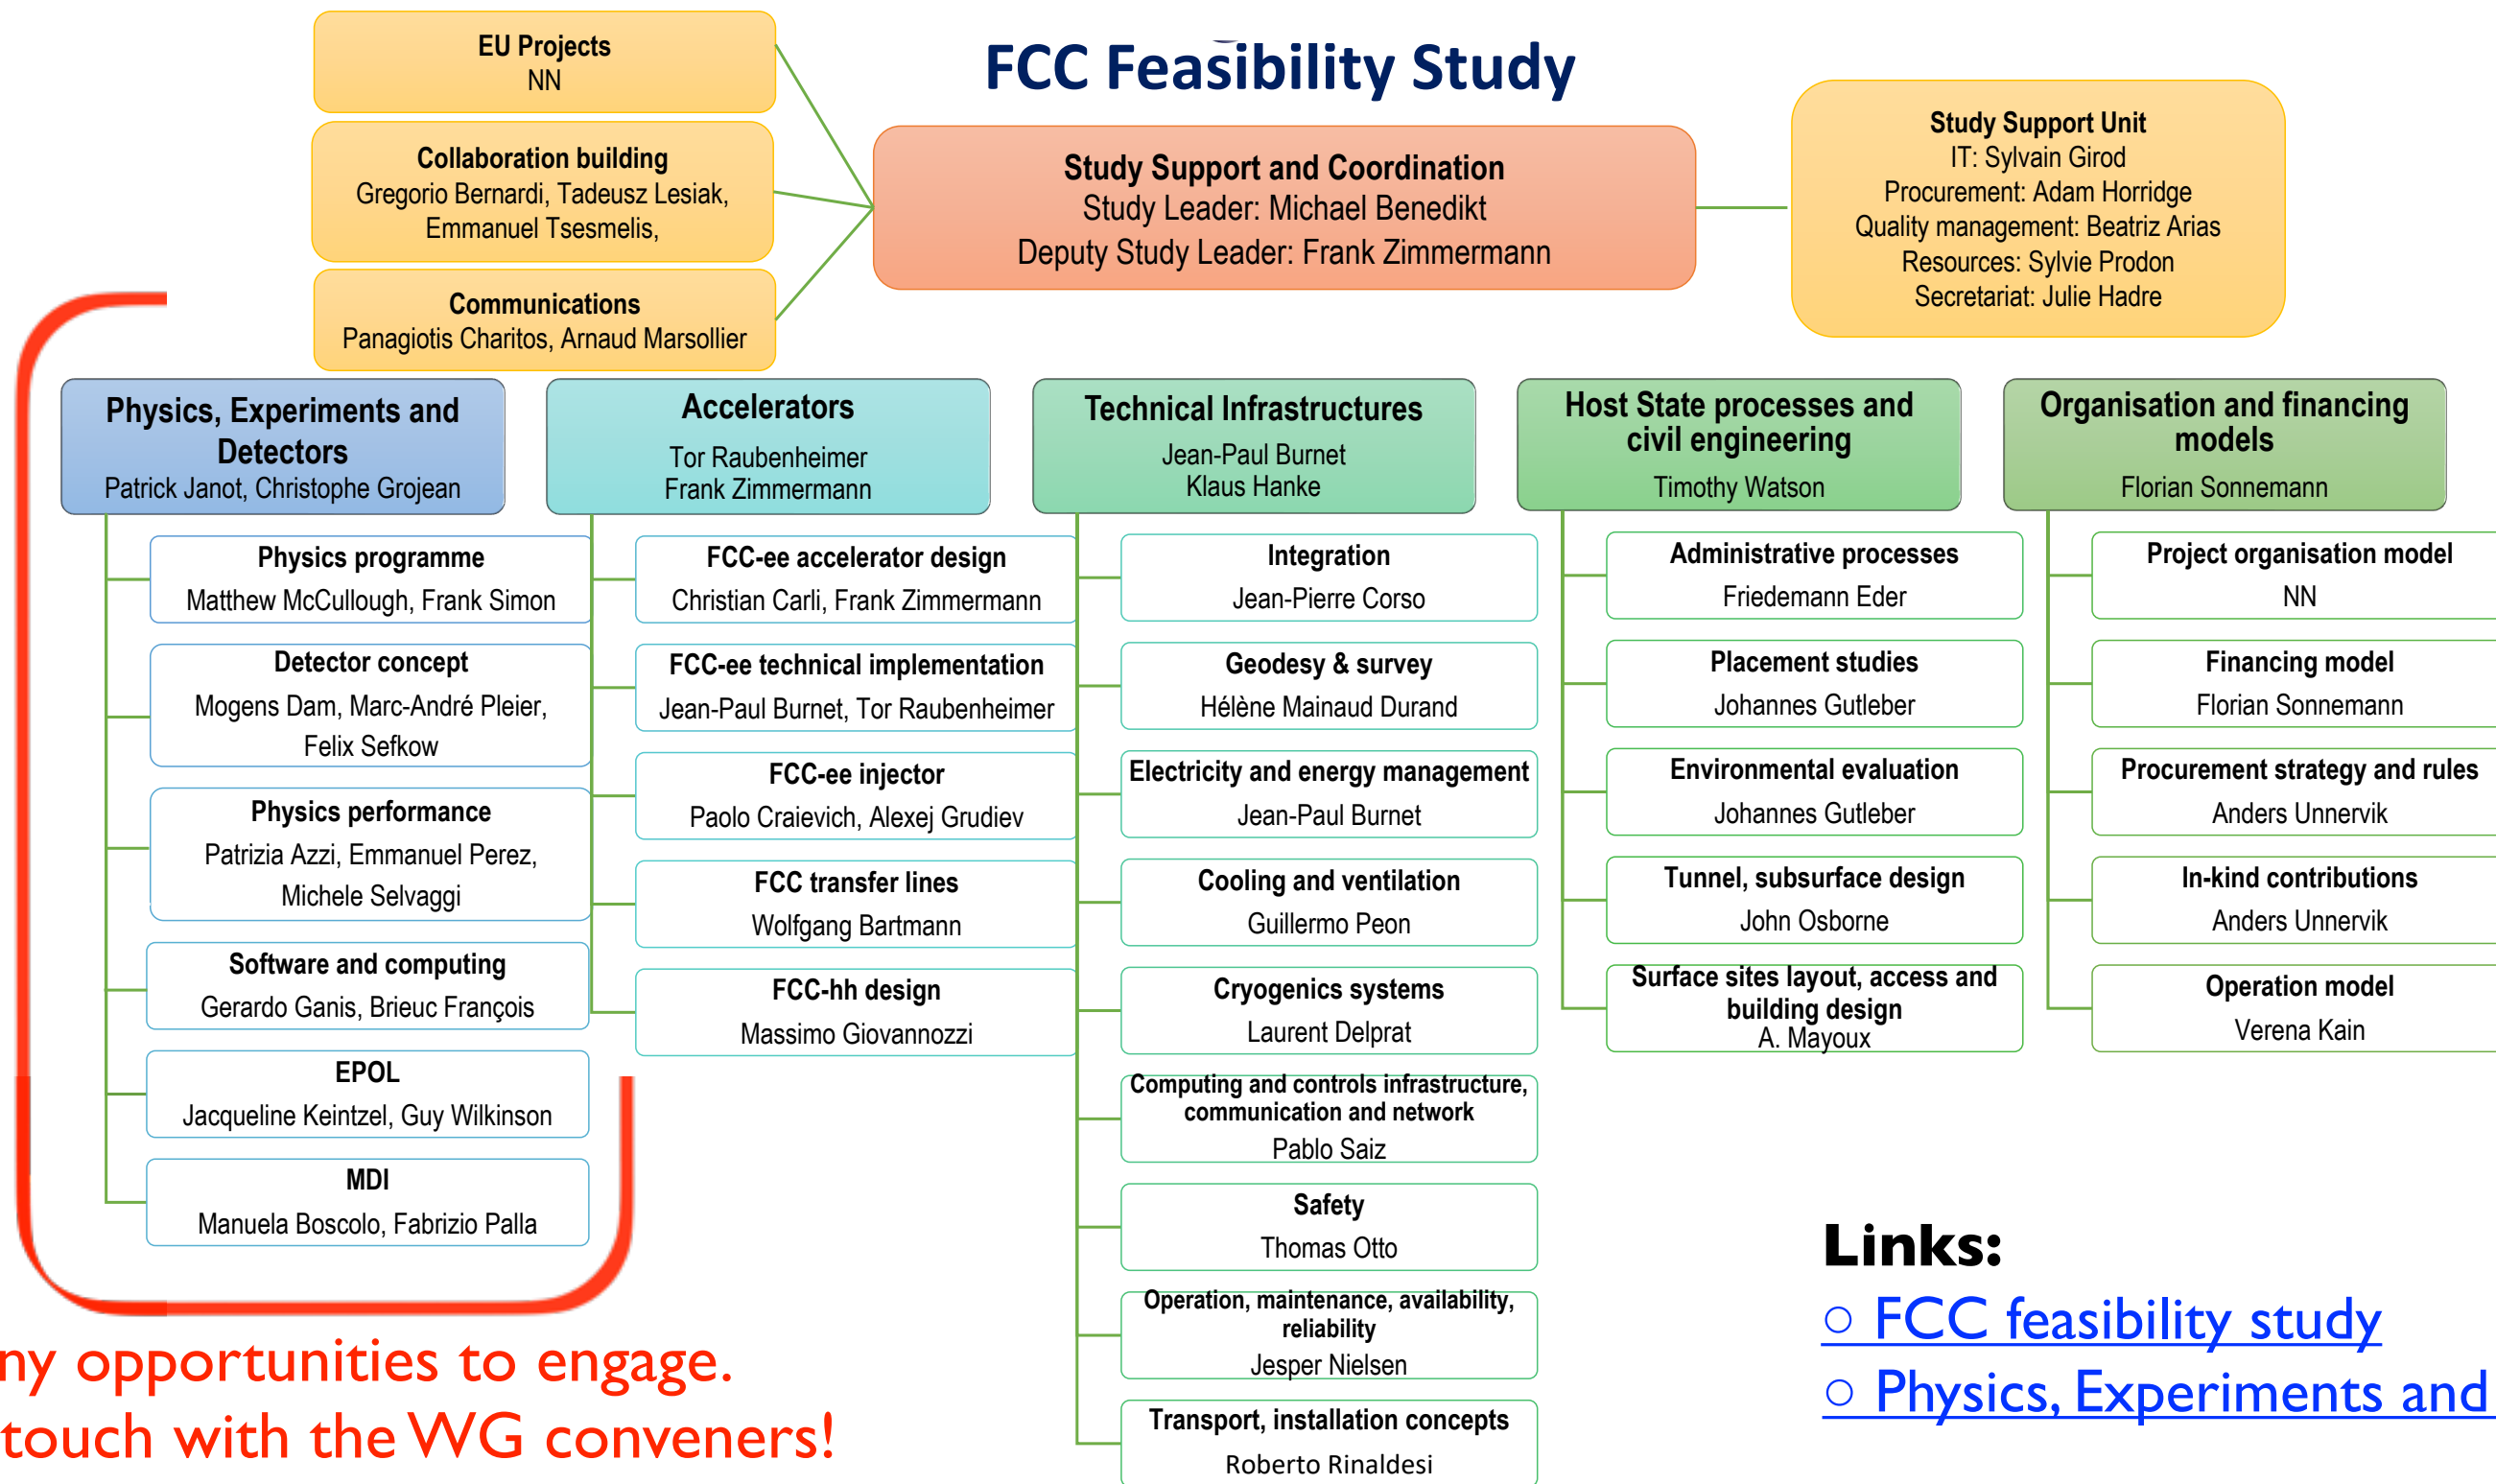 FCC Feasibility Study
EU Projects
NN
Collaboration building
Gregorio Bernardi, Tadeusz Lesiak,
Emmanuel Tsesmelis,
Communications
Panagiotis Charitos, Arnaud Marsollier
Study Support and Coordination
Study Leader: Michael Benedikt
Deputy Study Leader: Frank Zimmermann
Study Support Unit
IT: Sylvain Girod
Procurement: Adam Horridge
Quality management: Beatriz Arias
Resources: Sylvie Prodon
Secretariat: Julie Hadre
Physics, Experiments and
Detectors
Patrick Janot, Christophe Grojean
Physics programme
Matthew McCullough, Frank Simon
Detector concept
Mogens Dam, Marc-André Pleier,
Felix Sefkow
Physics performance
Patrizia Azzi, Emmanuel Perez,
Michele Selvaggi
Software and computing
Gerardo Ganis, Brieuc François
EPOL
Jacqueline Keintzel, Guy Wilkinson
MDI
Manuela Boscolo, Fabrizio Palla
Accelerators
Tor Raubenheimer
Frank Zimmermann
FCC-ee accelerator design
Christian Carli, Frank Zimmermann
FCC-ee technical implementation
Jean-Paul Burnet, Tor Raubenheimer
FCC-ee injector
Paolo Craievich, Alexej Grudiev
FCC transfer lines
Wolfgang Bartmann
FCC-hh design
Massimo Giovannozzi
Technical Infrastructures
Jean-Paul Burnet
Klaus Hanke
Integration
Jean-Pierre Corso
Geodesy & survey
Hélène Mainaud Durand
Electricity and energy management
Jean-Paul Burnet
Cooling and ventilation
Guillermo Peon
Cryogenics systems
Laurent Delprat
Computing and controls infrastructure,
communication and network
Pablo Saiz
Safety
Thomas Otto
Operation, maintenance, availability,
reliability
Jesper Nielsen
Transport, installation concepts
Roberto Rinaldesi
Host State processes and
civil engineering
Timothy Watson
Administrative processes
Friedemann Eder
Placement studies
Johannes Gutleber
Environmental evaluation
Johannes Gutleber
Tunnel, subsurface design
John Osborne
Surface sites layout, access and
building design
A. Mayoux
Organisation and financing
models
Florian Sonnemann
Project organisation model
NN
Financing model
Florian Sonnemann
Procurement strategy and rules
Anders Unnervik
In-kind contributions
Anders Unnervik
Operation model
Verena Kain
ny opportunities to engage.
touch with the WG conveners!
Links:
○ FCC feasibility study
○ Physics, Experiments and